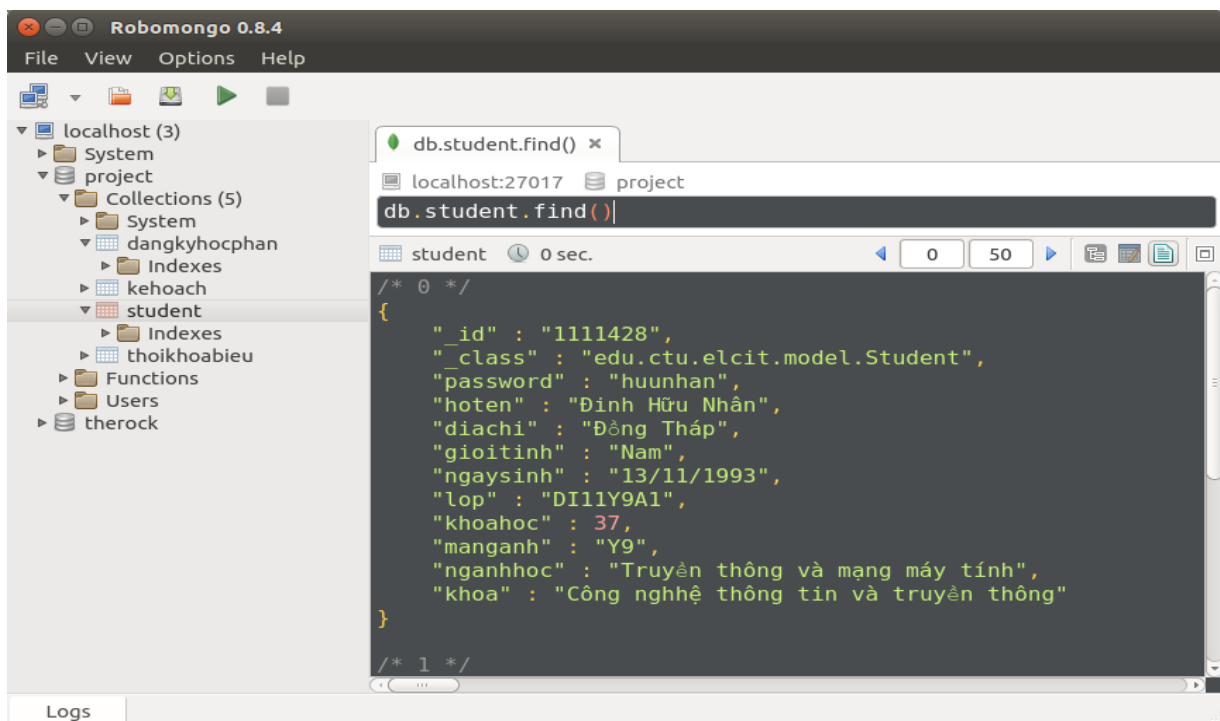 Robomongo 0.8.4
File View Options Help
localhost (3)
System
project
Collections (5)
System
dangkyhocphan
Indexes
kehoach
student
Indexes
thoikhoabieu
Functions
Users
therock
db.student.find()
localhost:27017 project
db.student.find()
student 0 sec. 0 50
/* 0 */
{
"_id" : "1111428",
"_class" : "edu.ctu.elcit.model.Student",
"password" : "huunhan",
"hoten" : "Đinh Hữu Nhân",
"diachi" : "Đồng Tháp",
"gioitinh" : "Nam",
"ngaysinh" : "13/11/1993",
"lop" : "DI11Y9A1",
"khoahoc" : 37,
"manganh" : "Y9",
"nganhhoc" : "Truyền thông và mạng máy tính",
"khoa" : "Công nghhệ thông tin và truyền thông"
}
/* 1 */
Logs